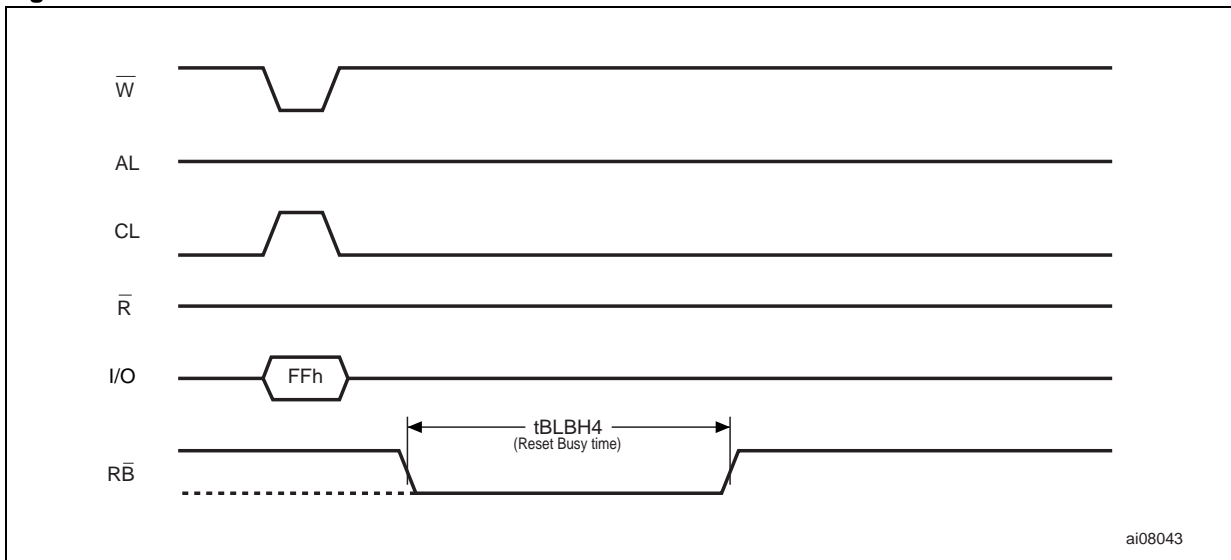 W̅
AL
CL
R̅
I/O
FFh
tBLBH4
(Reset Busy time)
RB̅
ai08043